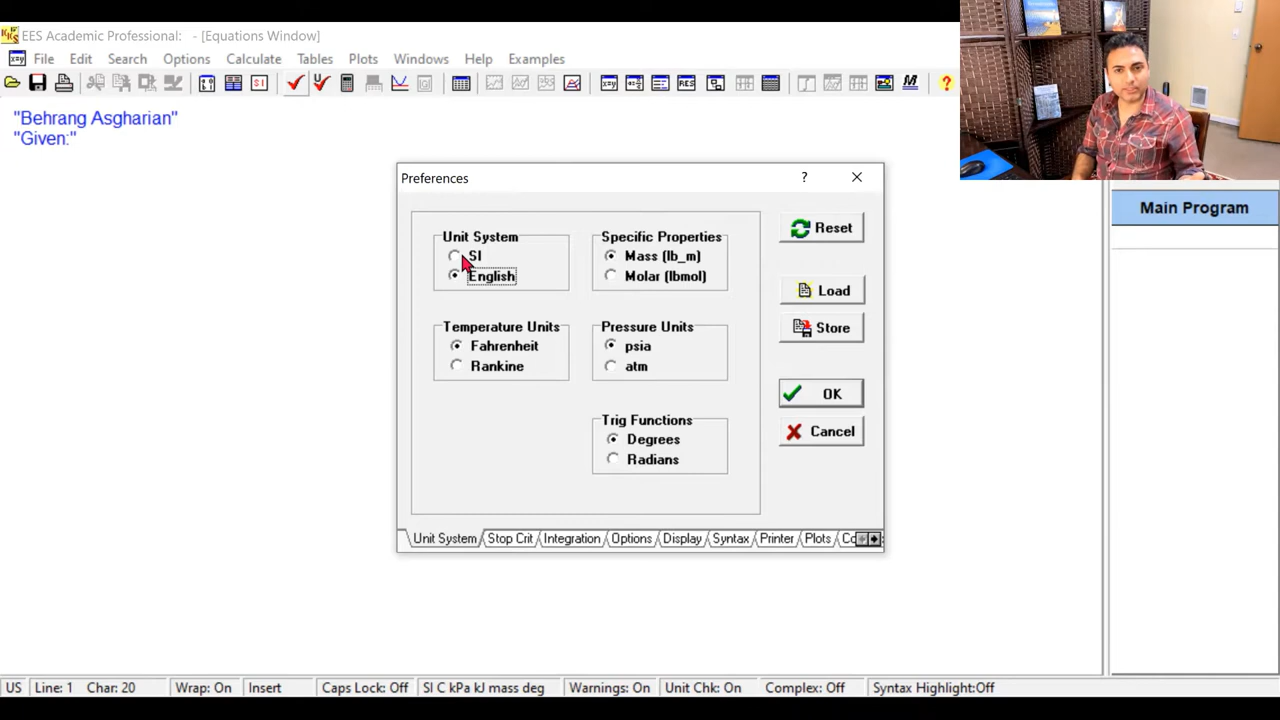 EES Academic Professional: - [Equations Window]
File Edit Search Options Calculate Tables Plots Windows Help Examples
"Behrang Asgharian"
"Given:"
Main Program
Preferences
Unit System
SI
English
Specific Properties
Mass (lb_m)
Molar (lbmol)
Temperature Units
Fahrenheit
Rankine
Pressure Units
psia
atm
Trig Functions
Degrees
Radians
Reset
Load
Store
OK
Cancel
Unit System Stop Crit Integration Options Display Syntax Printer Plots
US Line: 1 Char: 20 Wrap: On Insert Caps Lock: Off SI C kPa kJ mass deg Warnings: On Unit Chk: On Complex: Off Syntax Highlight:Off